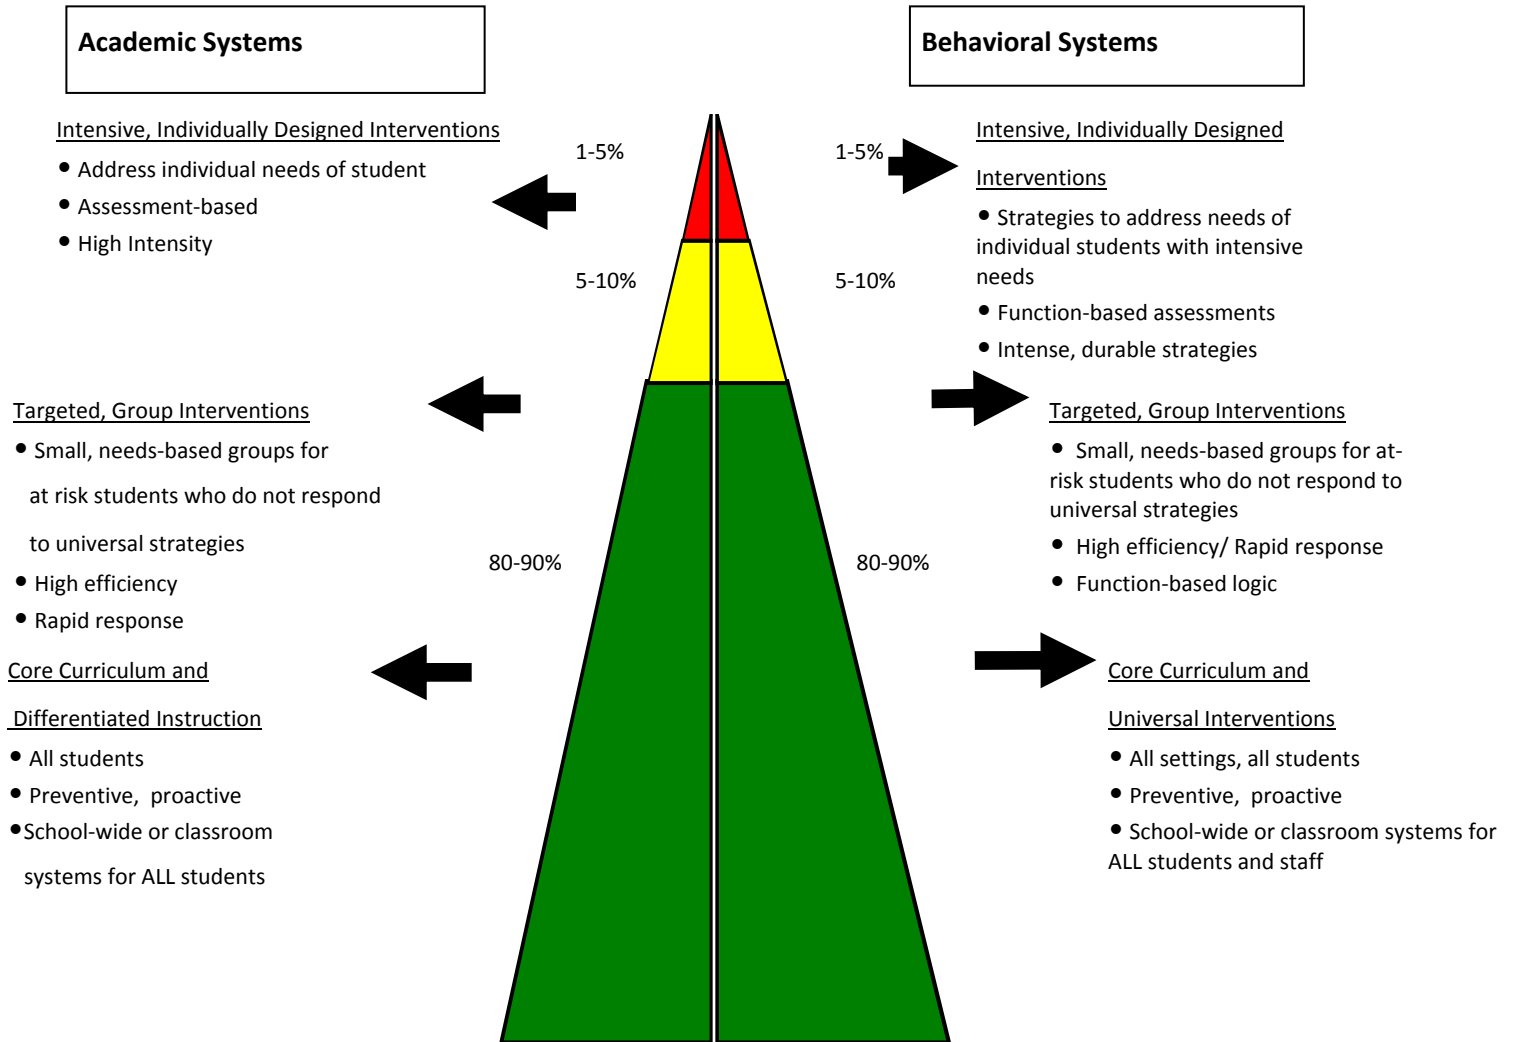 Academic Systems
Intensive, Individually Designed Interventions
• Address individual needs of student
• Assessment-based
• High Intensity
1-5%
5-10%
Targeted, Group Interventions
• Small, needs-based groups for
at risk students who do not respond
to universal strategies
• High efficiency
• Rapid response
80-90%
Core Curriculum and
Differentiated Instruction
• All students
• Preventive, proactive
•School-wide or classroom
systems for ALL students
Behavioral Systems
1-5%
Intensive, Individually Designed
Interventions
• Strategies to address needs of
individual students with intensive
needs
• Function-based assessments
• Intense, durable strategies
5-10%
Targeted, Group Interventions
• Small, needs-based groups for at-
risk students who do not respond to
universal strategies
• High efficiency/ Rapid response
• Function-based logic
80-90%
Core Curriculum and
Universal Interventions
• All settings, all students
• Preventive, proactive
• School-wide or classroom systems for
ALL students and staff